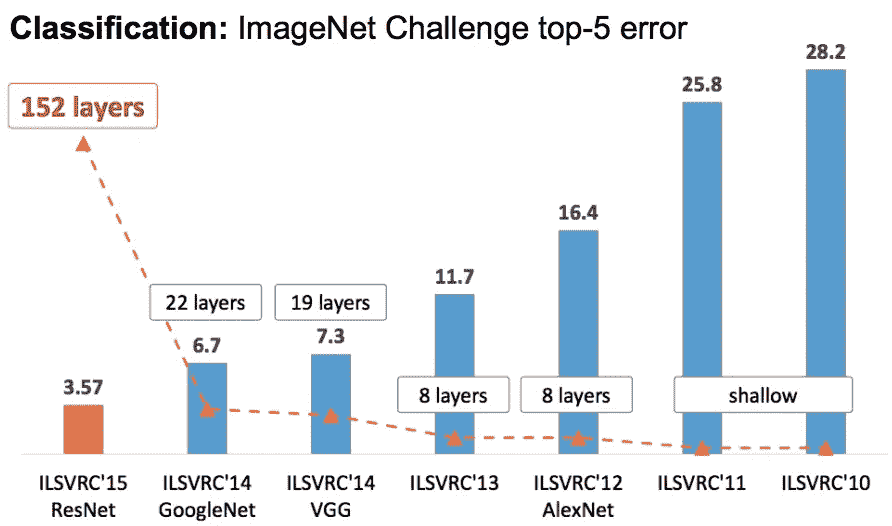 Classification: ImageNet Challenge top-5 error
28.2
25.8
152 layers
16.4
11.7
22 layers
19 layers
7.3
6.7
3.57
8 layers
8 layers
shallow
ILSVRC'15
ResNet
ILSVRC'14
GoogleNet
ILSVRC'14
VGG
ILSVRC'13
ILSVRC'12
AlexNet
ILSVRC'11
ILSVRC'10